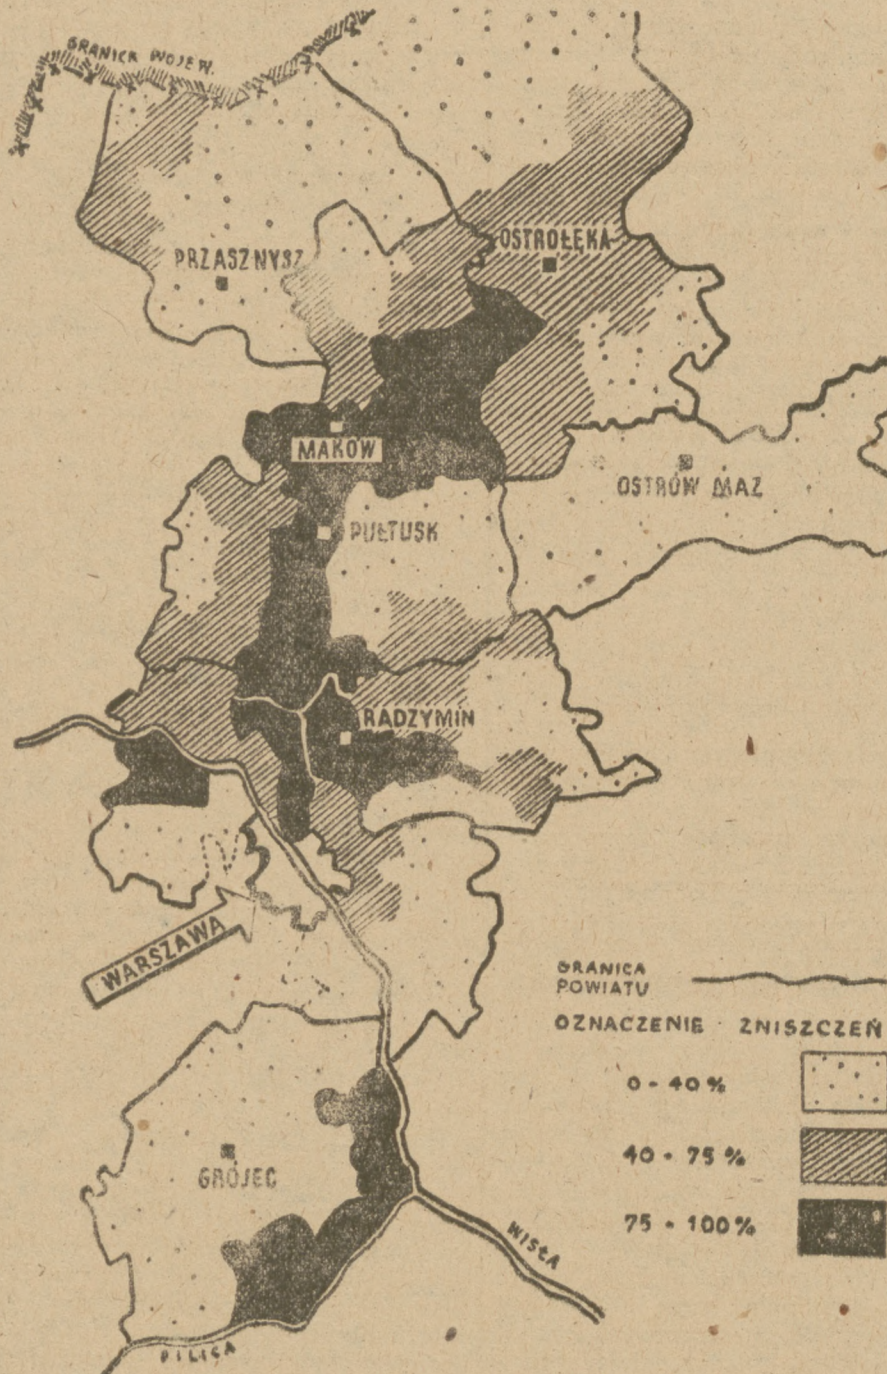 GRANICA WOJEW.
OSTROŁĘKA
PRZASZNYSZ
MAKÓW
OSTRÓW MAZ
PUŁTUSK
RADZYMIN
WARSZAWA
GRANICA
POWIATU
OZNACZENIE ZNISZCZEŃ
0 - 40 %
40 - 75 %
GRÓJEC
75 - 100 %
WISŁA
PILICA